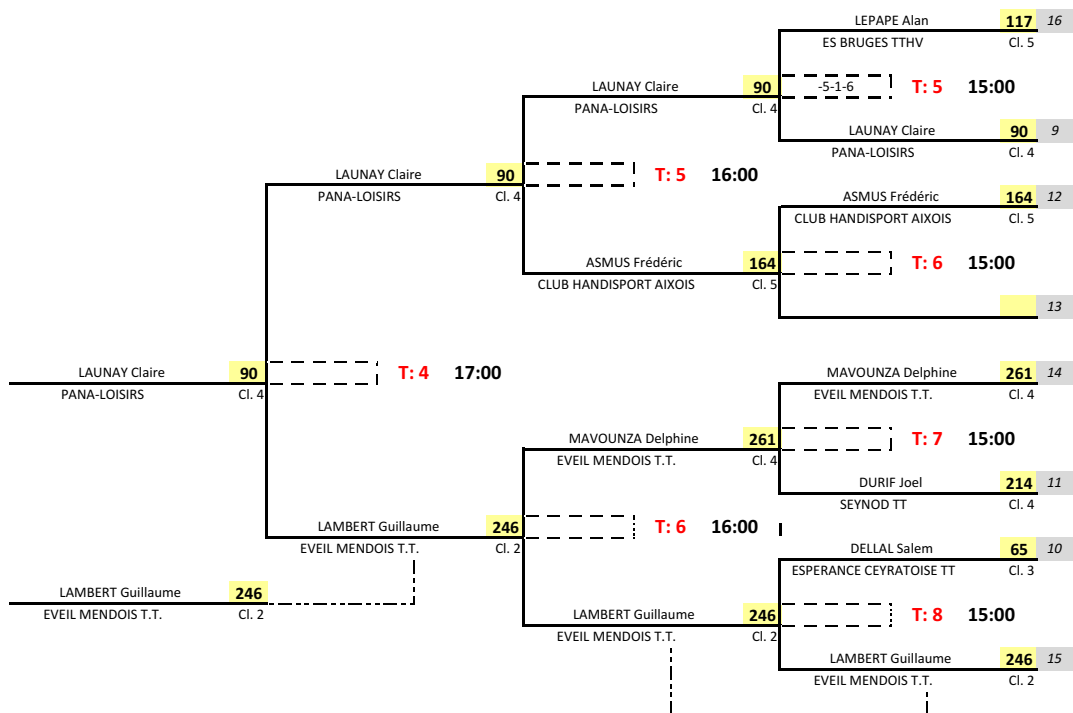 LEPAPE Alan 117 16
ES BRUGES TTHV Cl. 5
LAUNAY Claire 90 -5-1-6 T: 5 15:00
PANA-LOISIRS Cl. 4
LAUNAY Claire 90 9
PANA-LOISIRS Cl. 4
LAUNAY Claire 90 T: 5 16:00
PANA-LOISIRS Cl. 4
ASMUS Frédéric 164 12
CLUB HANDISPORT AIXOIS Cl. 5
ASMUS Frédéric 164 T: 6 15:00
CLUB HANDISPORT AIXOIS Cl. 5
13
LAUNAY Claire 90 T: 4 17:00
PANA-LOISIRS Cl. 4
MAVOUNZA Delphine 261 14
EVEIL MENDOIS T.T. Cl. 4
MAVOUNZA Delphine 261 T: 7 15:00
EVEIL MENDOIS T.T. Cl. 4
DURIF Joel 214 11
SEYNOD TT Cl. 4
LAMBERT Guillaume 246 T: 6 16:00
EVEIL MENDOIS T.T. Cl. 2
DELLAL Salem 65 10
ESPERANCE CEYRATOISE TT Cl. 3
LAMBERT Guillaume 246
EVEIL MENDOIS T.T. Cl. 2
LAMBERT Guillaume 246 T: 8 15:00
EVEIL MENDOIS T.T. Cl. 2
LAMBERT Guillaume 246 15
EVEIL MENDOIS T.T. Cl. 2